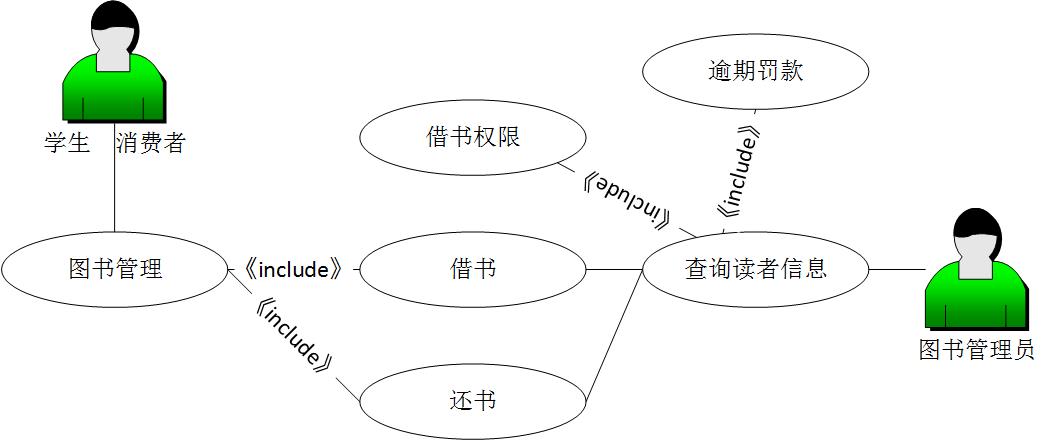 学生 消费者
逾期罚款
借书权限
《include》
《include》
图书管理
《include》
借书
查询读者信息
《include》
图书管理员
还书